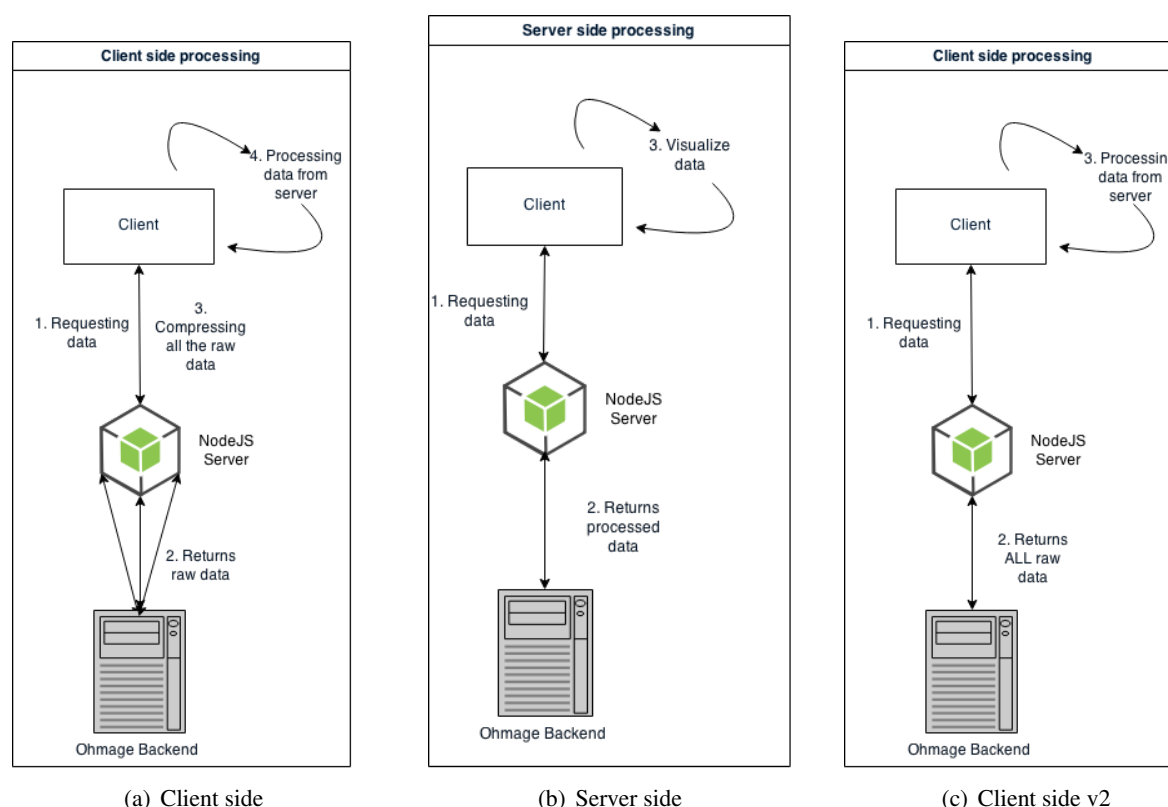 Client side processing
4. Processing
data from
server
Client
1. Requesting
data
3.
Compressing
all the raw
data
NodeJS
Server
2. Returns
raw data
Ohmage Backend
(a) Client side
Server side processing
3. Visualize
data
Client
1. Requesting
data
NodeJS
Server
2. Returns
processed
data
Ohmage Backend
(b) Server side
Client side processing
3. Processin
data from
server
Client
1. Requesting
data
NodeJS
Server
2. Returns
ALL raw
data
Ohmage Backend
(c) Client side v2